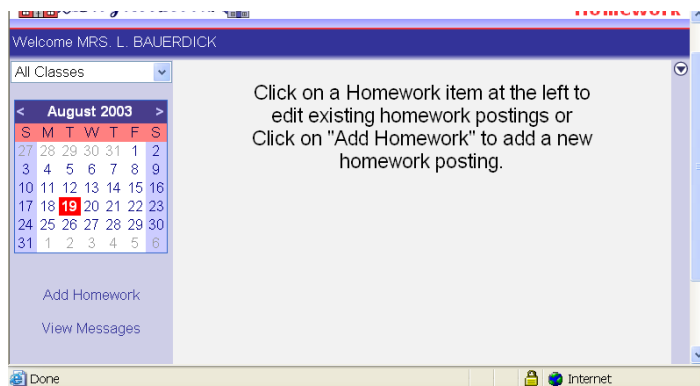 Homework
Welcome MRS. L. BAUERDICK
All Classes
Click on a Homework item at the left to
edit existing homework postings or
Click on "Add Homework" to add a new
homework posting.
< August 2003 >
S M T W T F S
27 28 29 30 31 1 2
3 4 5 6 7 8 9
10 11 12 13 14 15 16
17 18 19 20 21 22 23
24 25 26 27 28 29 30
31 1 2 3 4 5 6
Add Homework
View Messages
Done
Internet